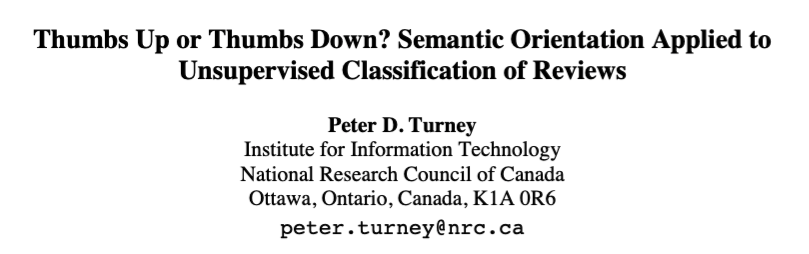 Thumbs Up or Thumbs Down? Semantic Orientation Applied to
Unsupervised Classification of Reviews
Peter D. Turney
Institute for Information Technology
National Research Council of Canada
Ottawa, Ontario, Canada, K1A 0R6
peter.turney@nrc.ca